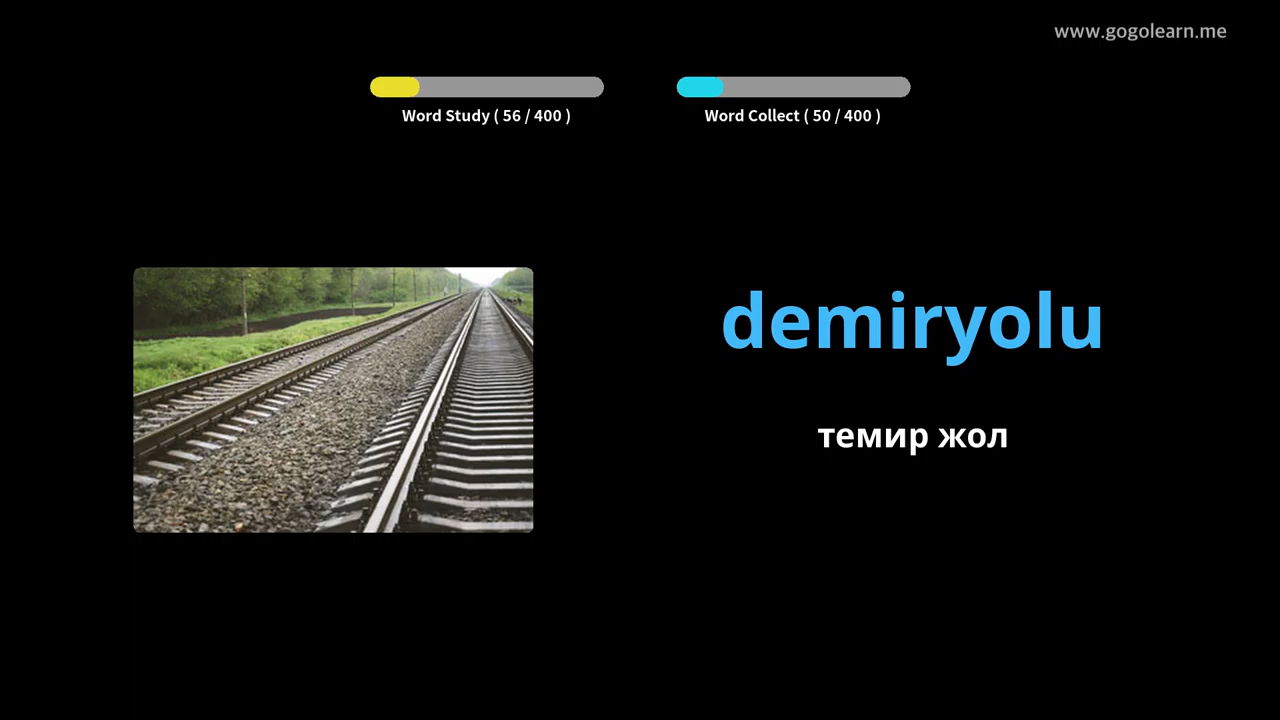 www.gogolearn.me
Word Study ( 56 / 400 )
Word Collect ( 50 / 400 )
demiryolu
темир жол